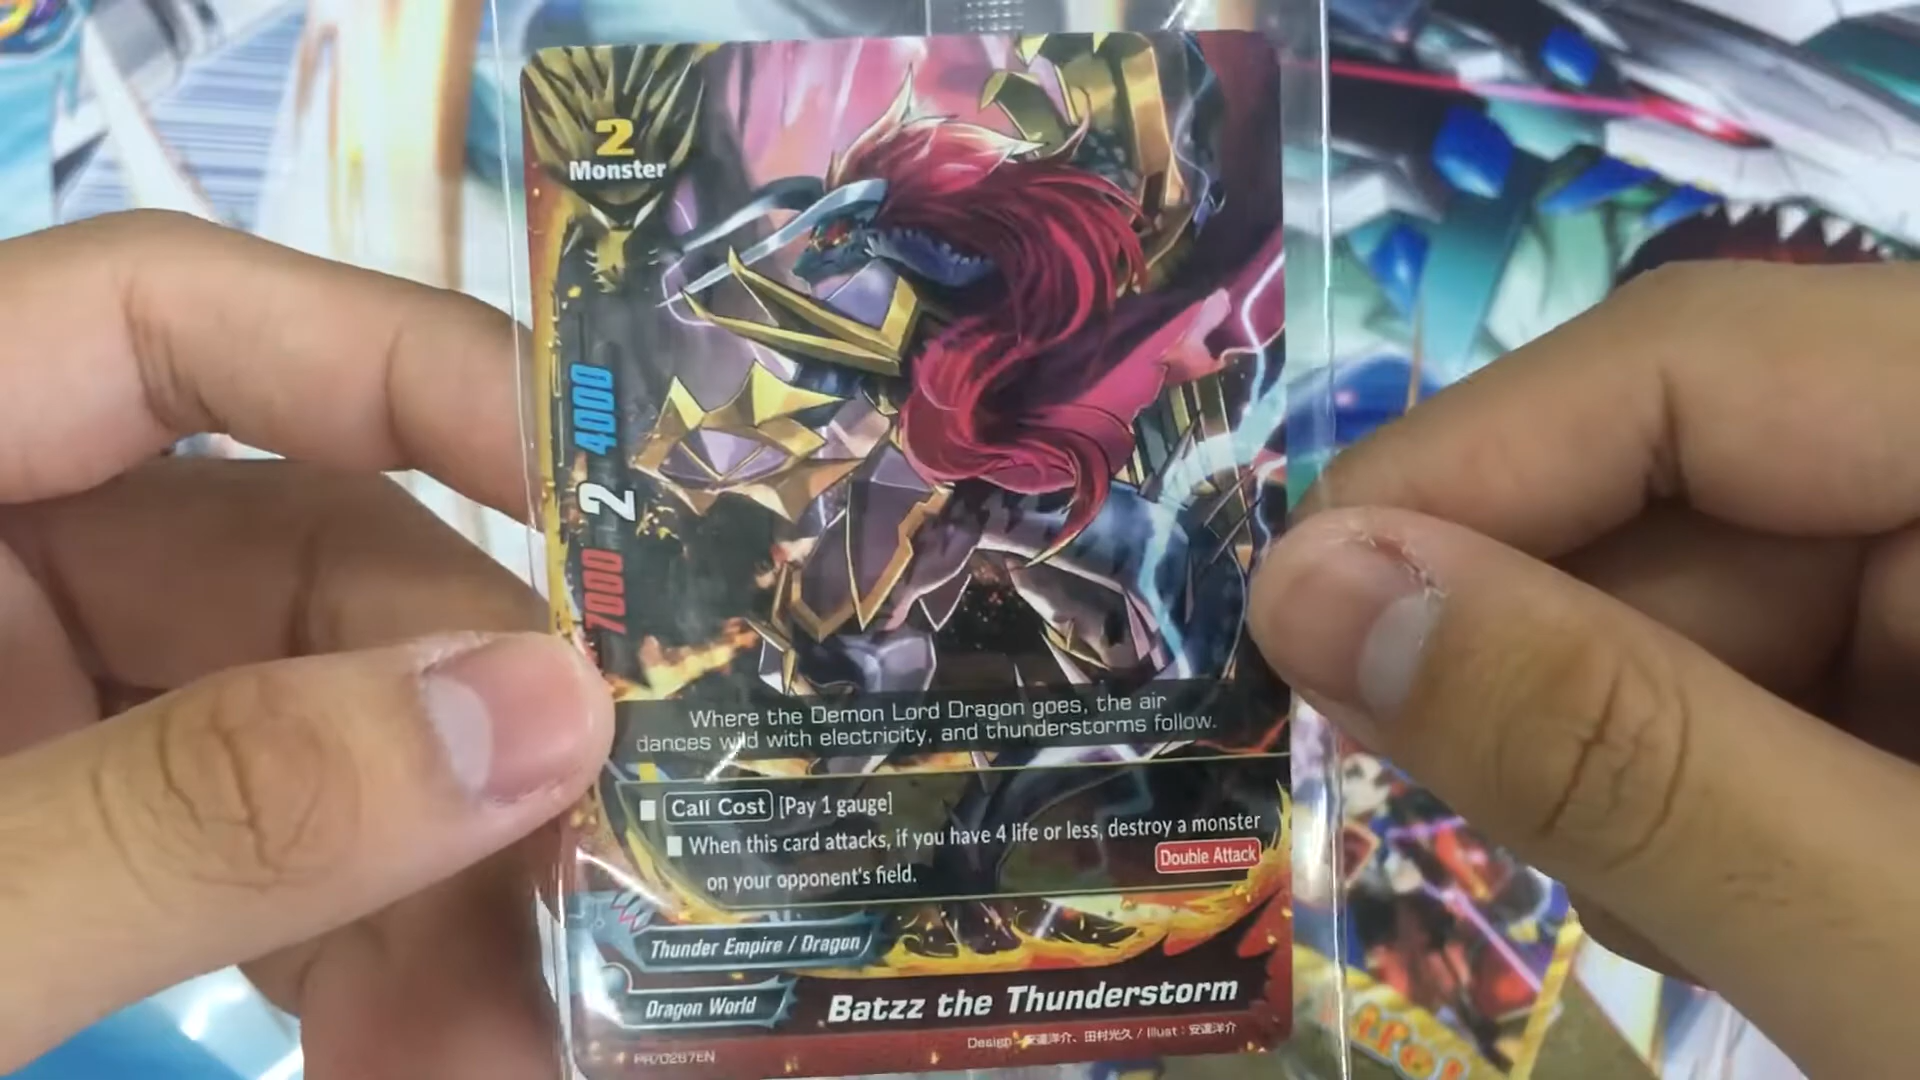 2
Monster
4000
2
7000
Where the Demon Lord Dragon goes, the air
dances wild with electricity, and thunderstorms follow.
■ Call Cost [Pay 1 gauge]
■ When this card attacks, if you have 4 life or less, destroy a monster
on your opponent's field.
Double Attack
Thunder Empire / Dragon
Dragon World
Batzz the Thunderstorm
Design : 安達洋介、田村光久 / Illust : 安達洋介
PR/0287EN